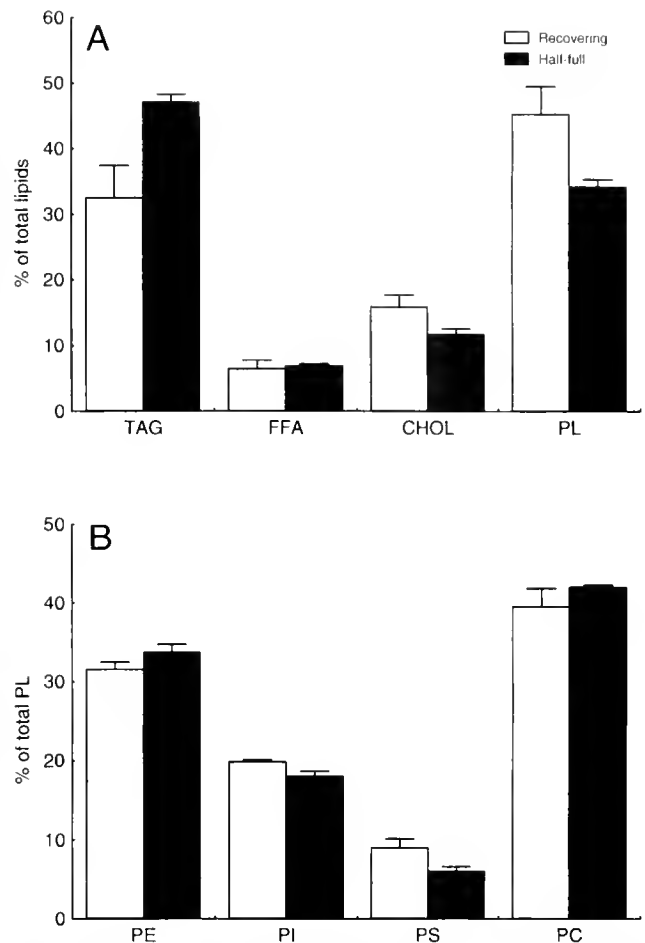 A
60
50
40
30
20
10
0
% of total lipids
Recovering
Half-full
TAG FFA CHOL PL
B
50
40
30
20
10
0
% of total PL
PE PI PS PC